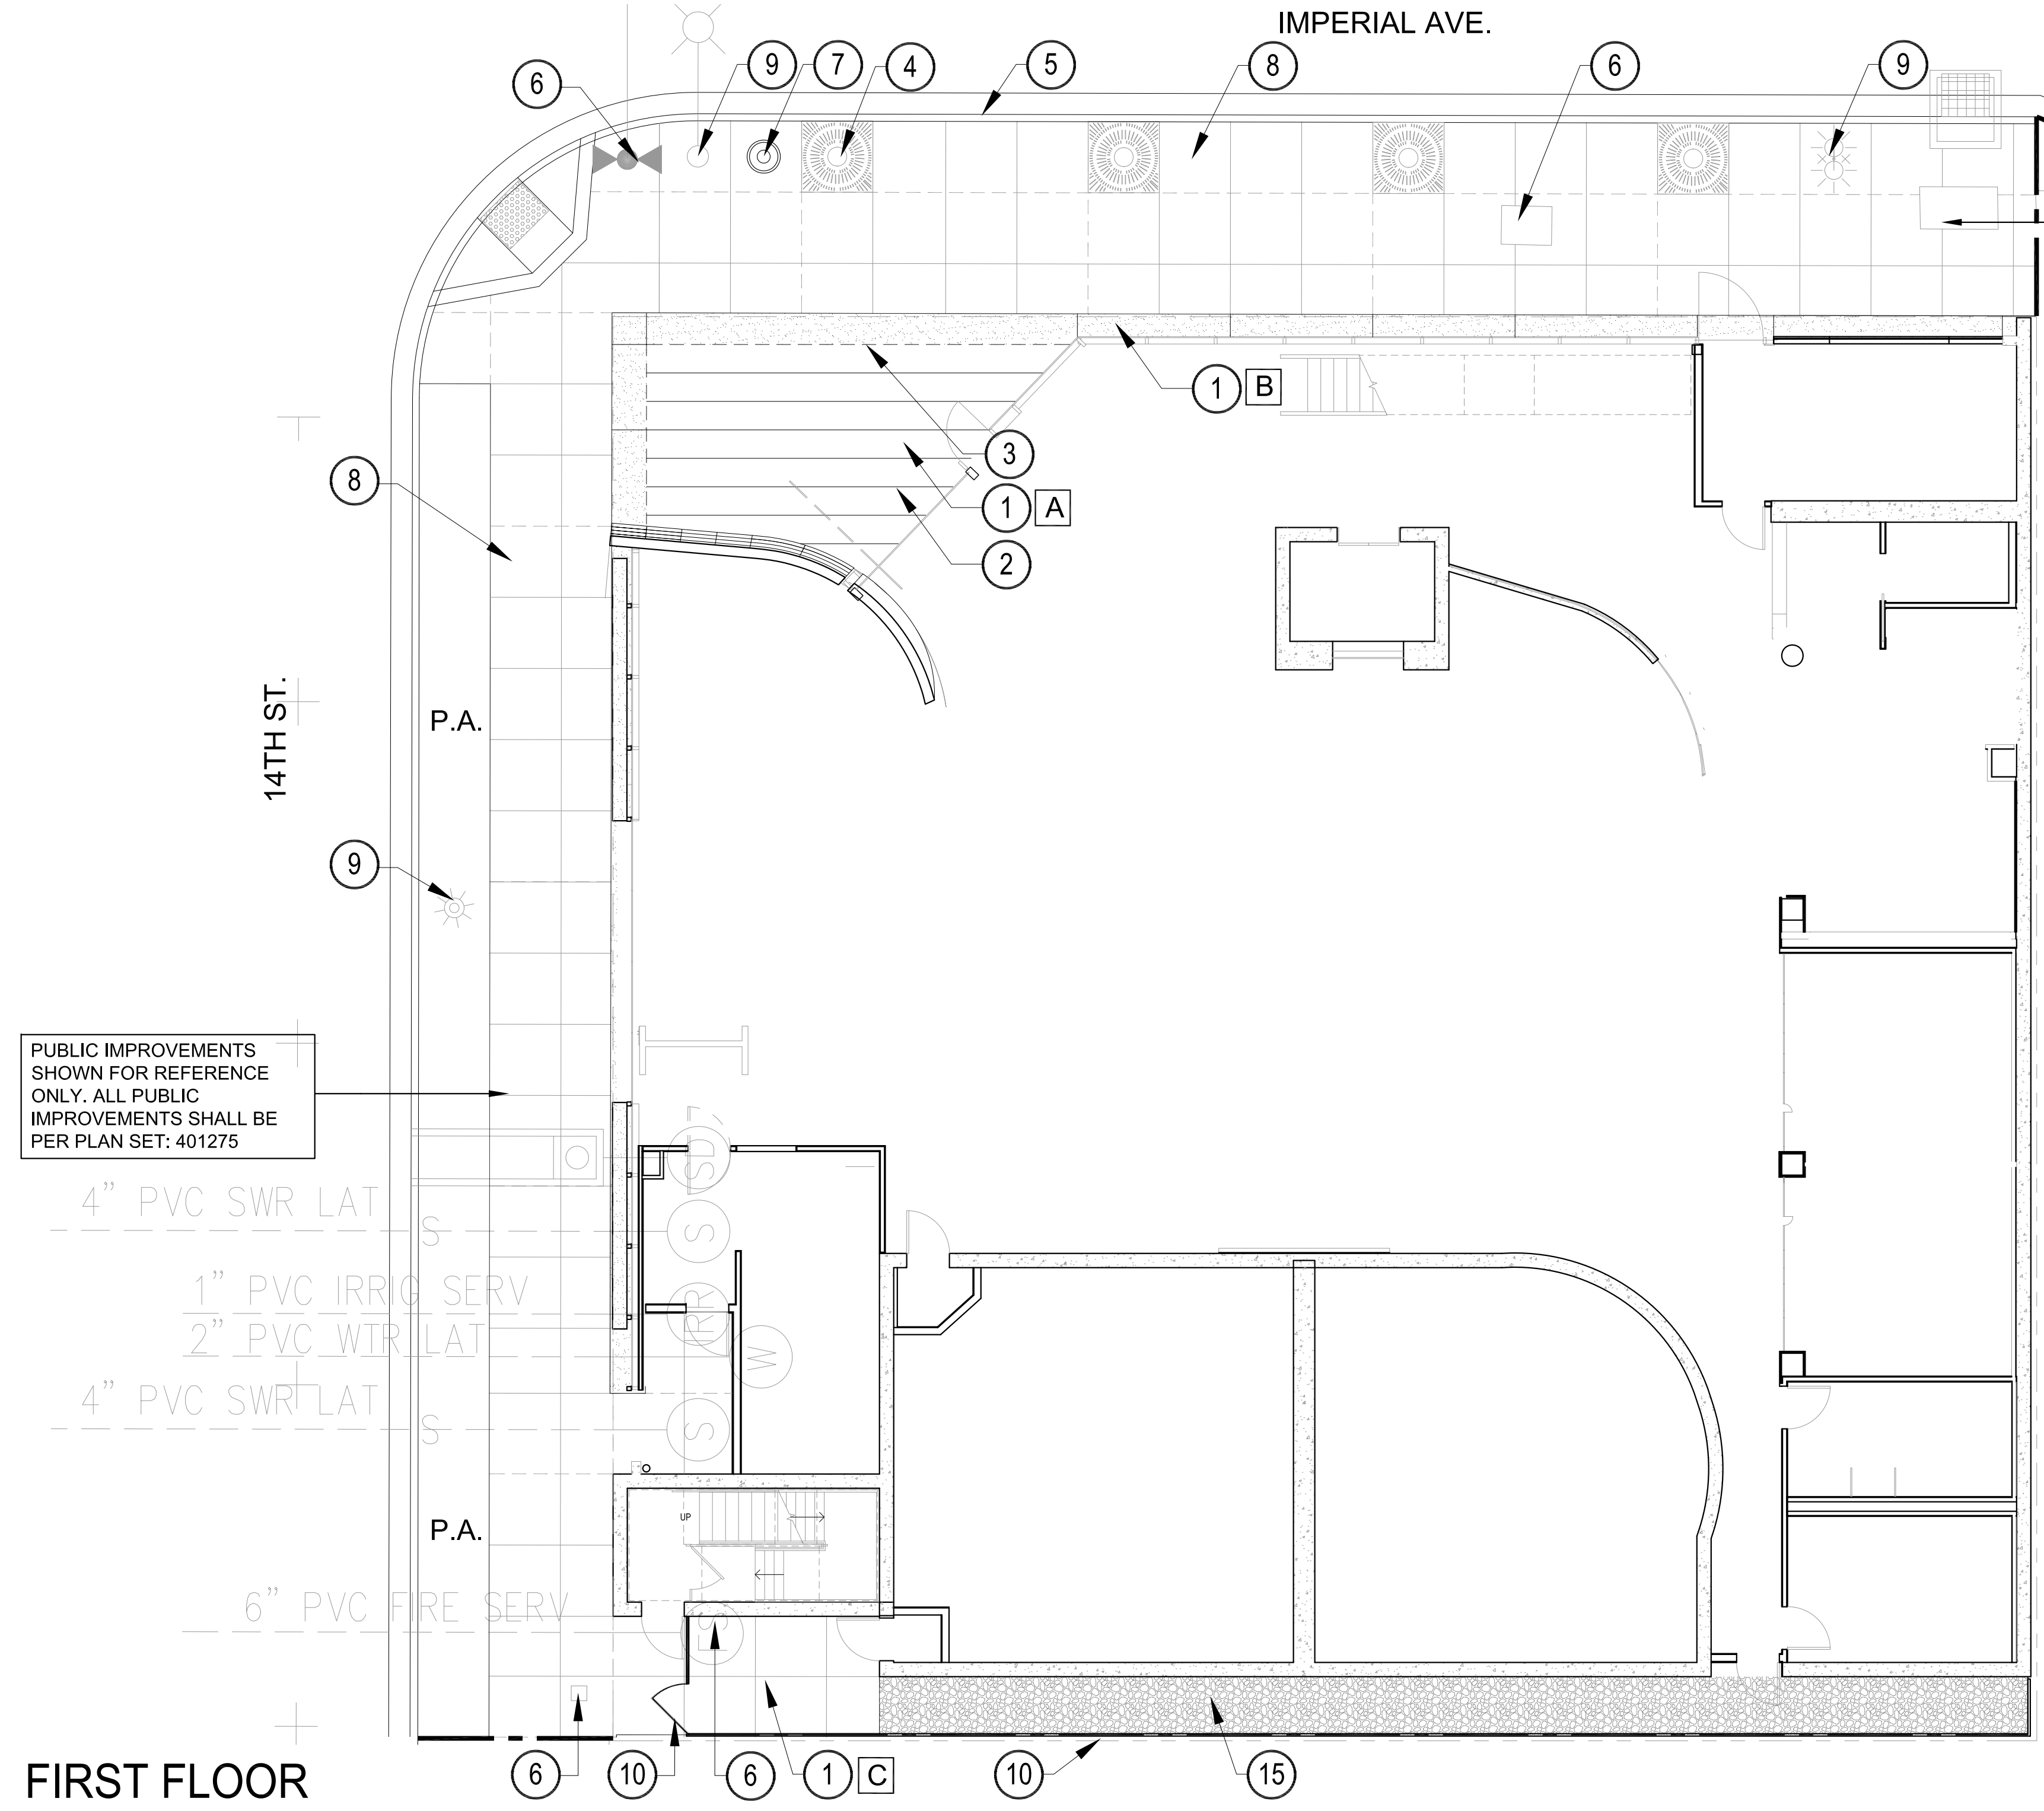 IMPERIAL AVE.
6
9
7
4
5
8
6
9
1 B
3
8
1 A
2
14TH ST.
P.A.
9
PUBLIC IMPROVEMENTS
SHOWN FOR REFERENCE
ONLY. ALL PUBLIC
IMPROVEMENTS SHALL BE
PER PLAN SET: 401275
SD
4” PVC SWR LAT
S
S
1” PVC IRRIG SERV
IRR
2” PVC WTR LAT
W
4” PVC SWR LAT
S
S
UP
P.A.
6” PVC FIRE SERV
FS
FIRST FLOOR
6
10
6
1 C
10
15